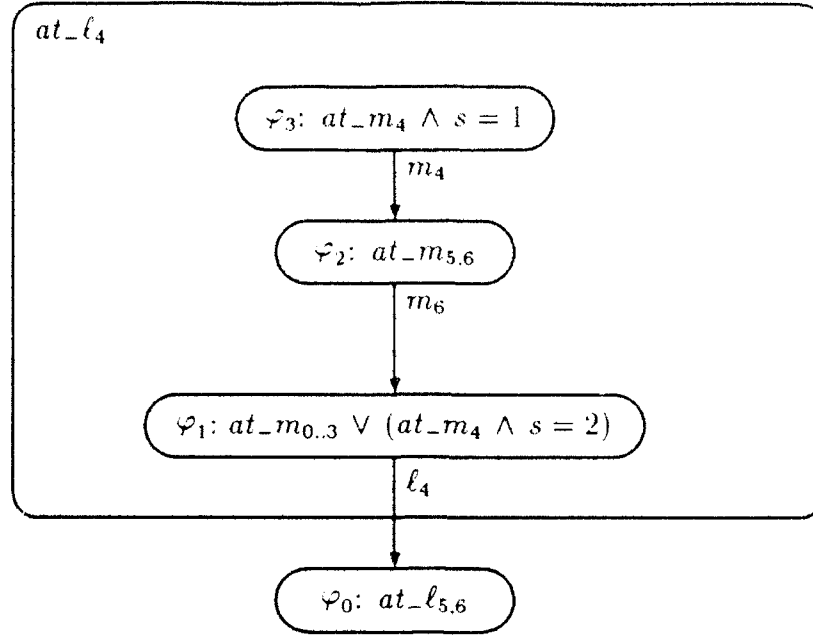 at_ℓ₄
φ₃: at_m₄ ∧ s = 1
m₄
φ₂: at_m₅,₆
m₆
φ₁: at_m₀..₃ ∨ (at_m₄ ∧ s = 2)
ℓ₄
φ₀: at_ℓ₅,₆